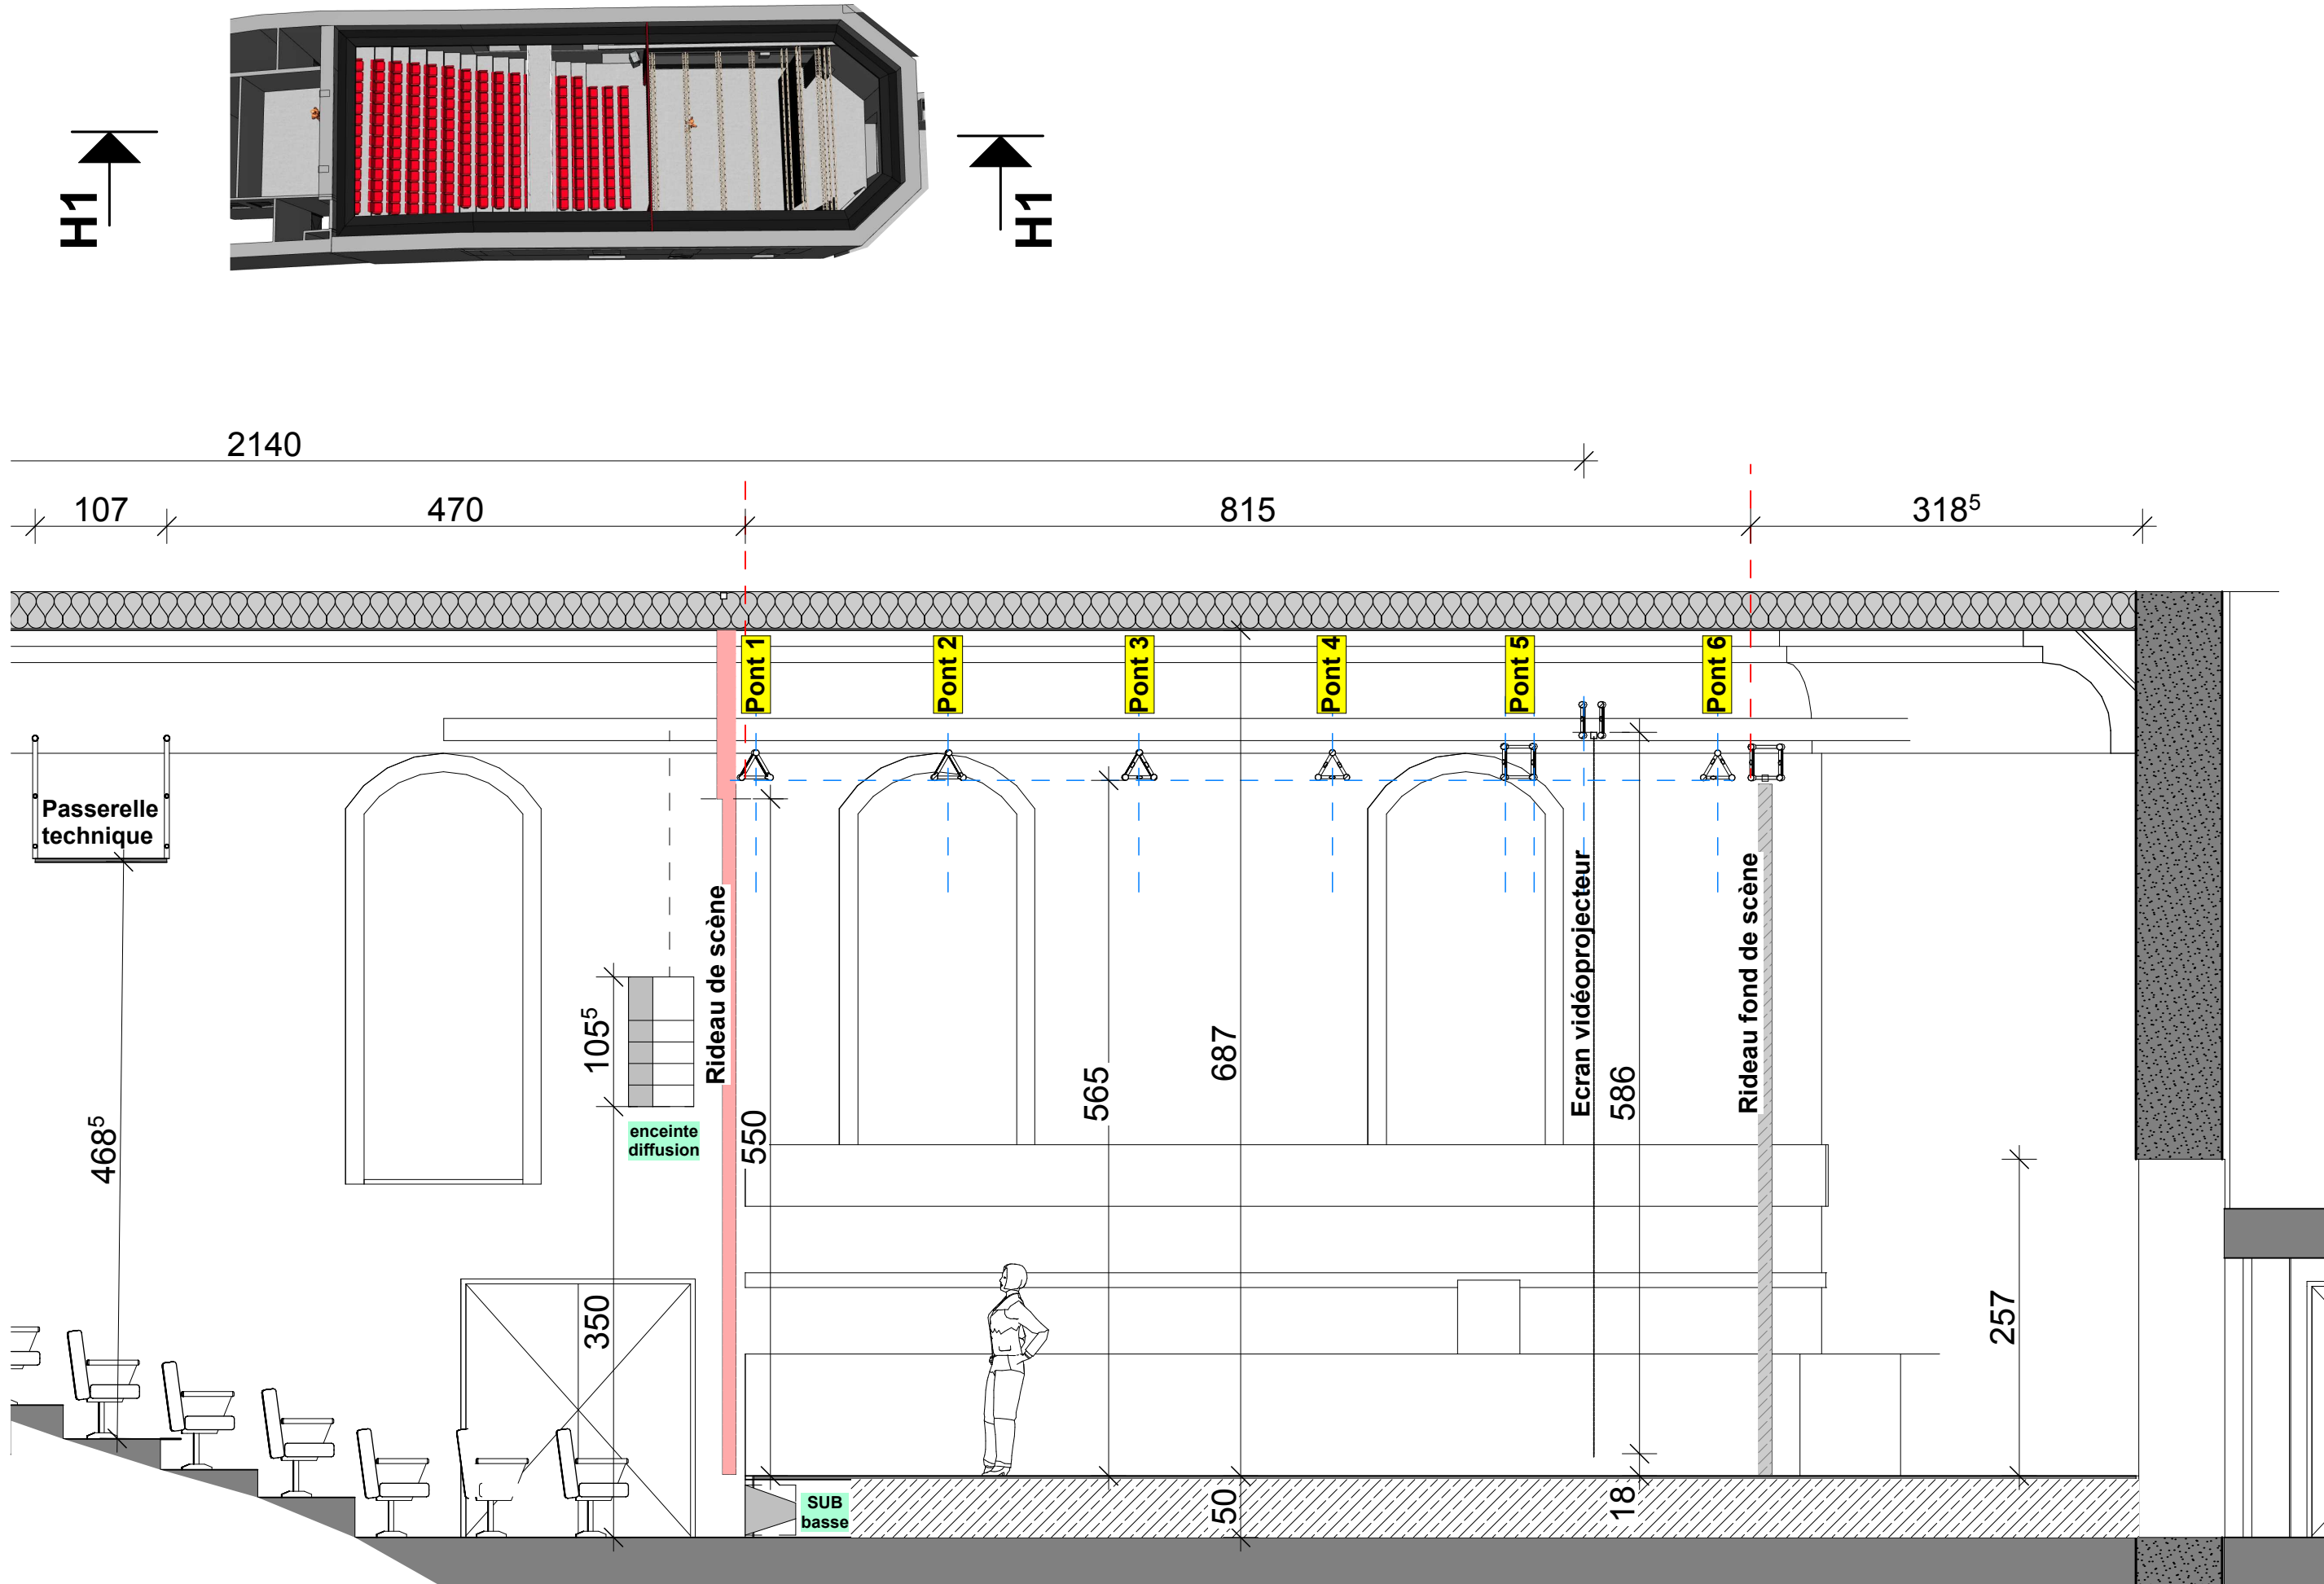 H1
H1
2140
107
470
815
318⁵
Pont 1
Pont 2
Pont 3
Pont 4
Pont 5
Pont 6
Passerelle
technique
Rideau de scène
Ecran vidéoprojecteur
Rideau fond de scène
105⁵
468⁵
enceinte
diffusion
550
565
687
586
350
257
SUB
basse
50
18